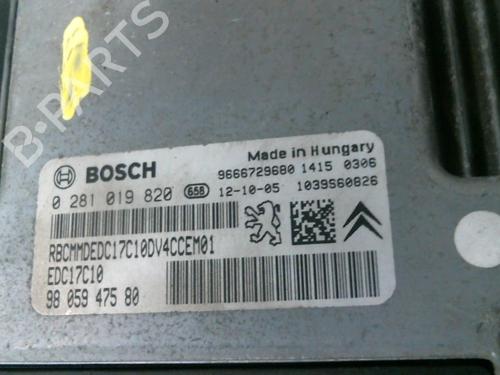 B-PARTS
BOSCH
Made in Hungary
9666729680 1415 0306
0 281 019 820 658 12-10-05 1039S60826
RBCMMDEDC17C10DV4CCEM01
EDC17C10
98 059 475 80